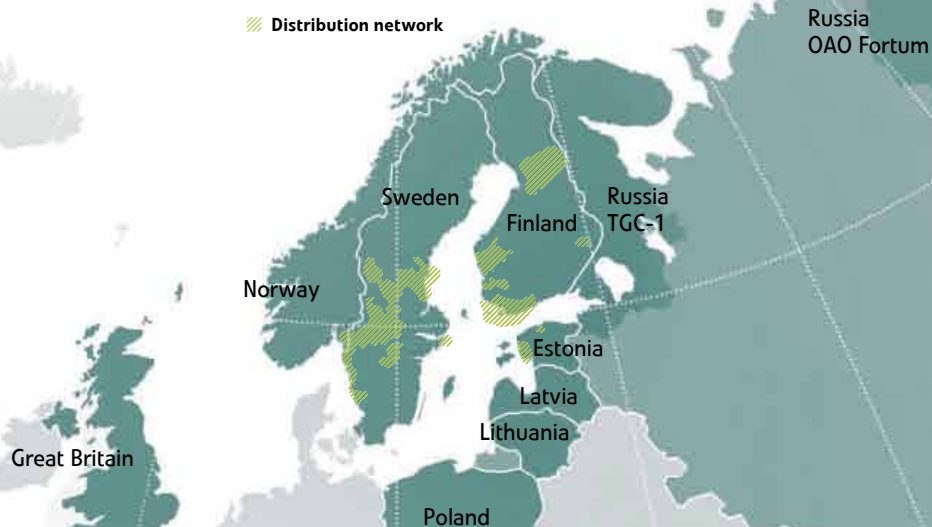 Distribution network
Russia
OAO Fortum
Sweden
Finland
Russia
TGC-1
Norway
Estonia
Latvia
Lithuania
Great Britain
Poland